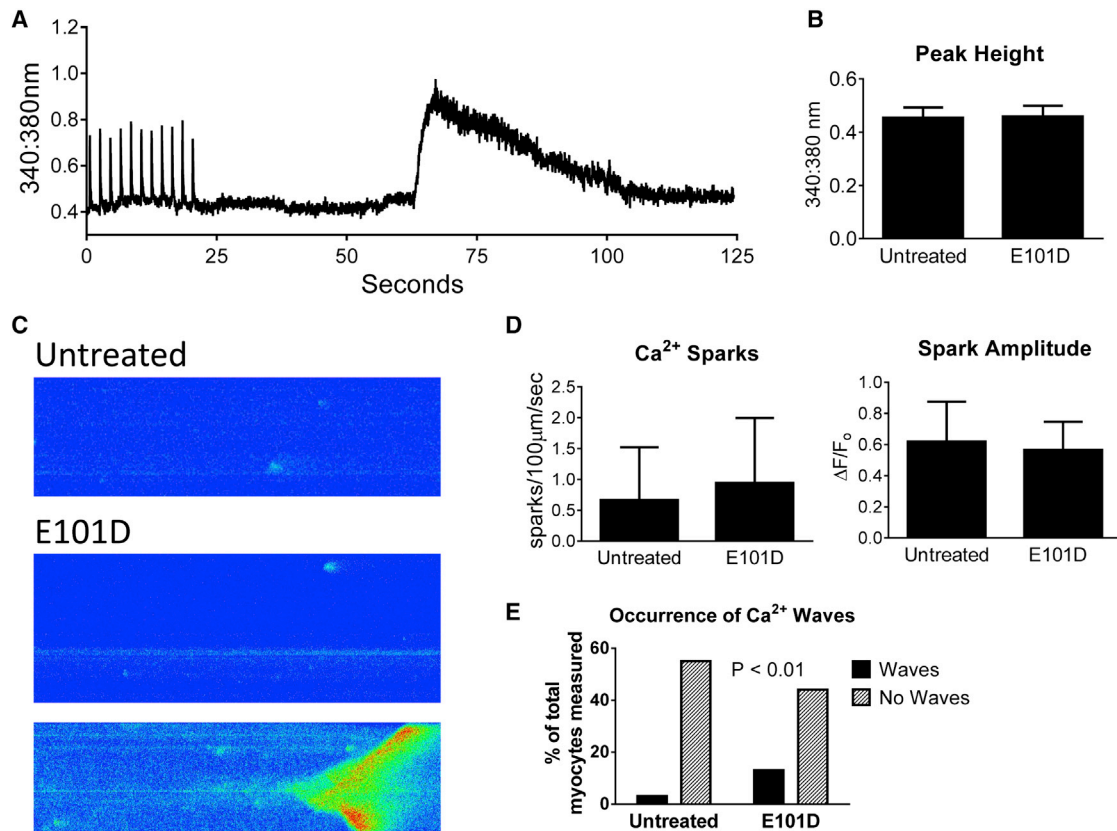 A
340:380nm
1.2
1.0
0.8
0.6
0.4
0 25 50 75 100 125
Seconds
B
Peak Height
340:380 nm
0.6
0.4
0.2
0.0
Untreated E101D
C
Untreated
E101D
D
Ca²⁺ Sparks
sparks/100μm/sec
2.5
2.0
1.5
1.0
0.5
0.0
Untreated E101D
Spark Amplitude
ΔF/Fₒ
1.0
0.8
0.6
0.4
0.2
0.0
Untreated E101D
E
Occurrence of Ca²⁺ Waves
% of total
myocytes measured
60
40
20
0
P < 0.01
Waves
No Waves
Untreated E101D